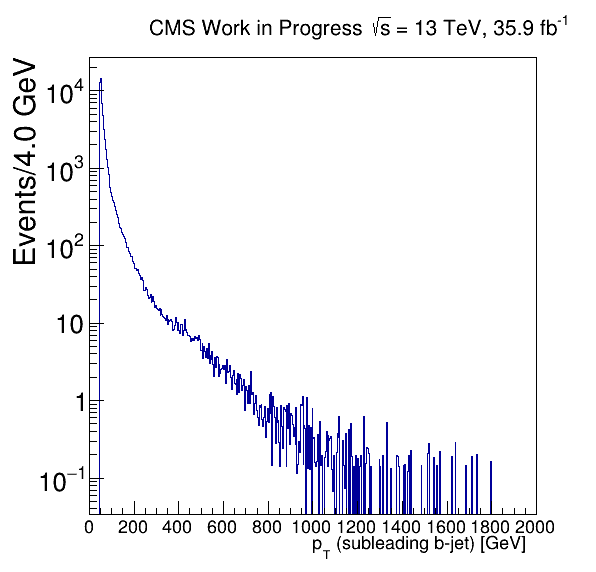 CMS Work in Progress √s = 13 TeV, 35.9 fb⁻¹
Events/4.0 GeV
10⁴
10³
10²
10
1
10⁻¹
0 200 400 600 800 1000 1200 1400 1600 1800 2000
p_T (subleading b-jet) [GeV]